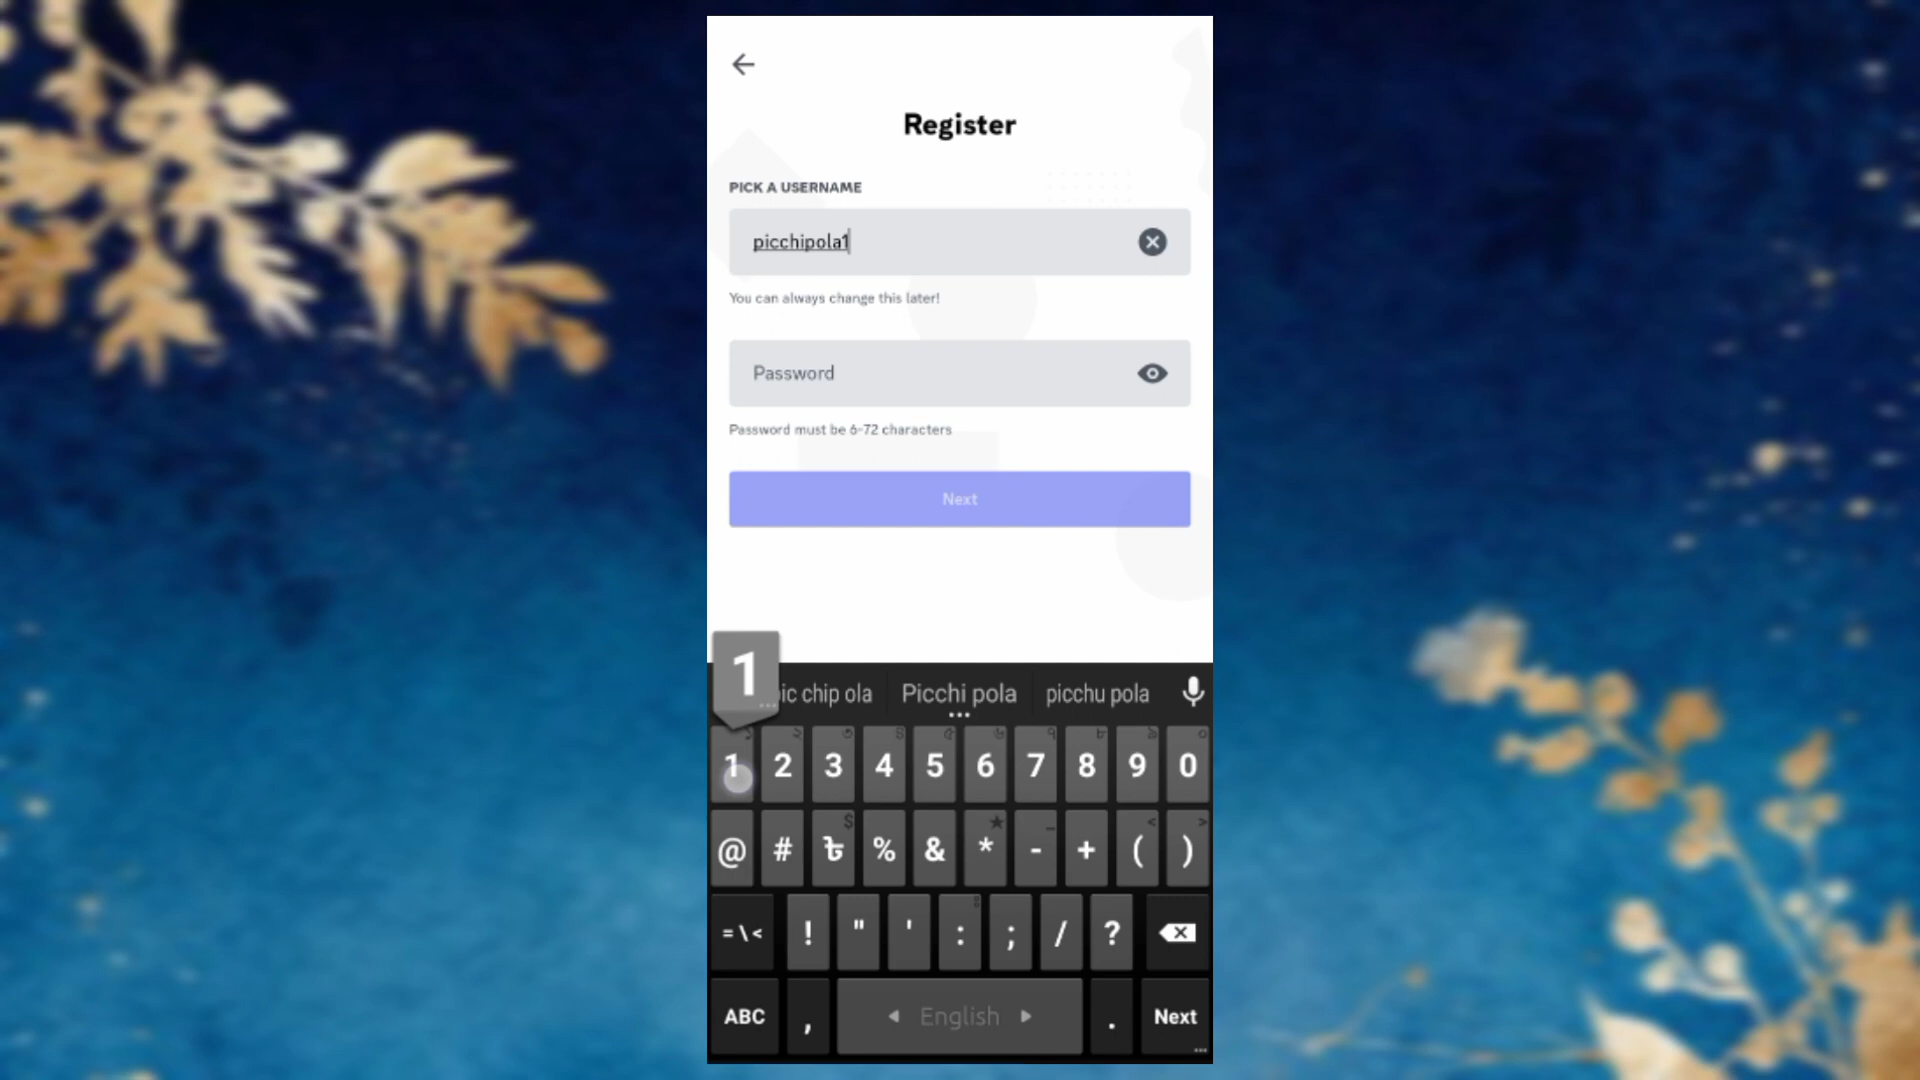 Register
PICK A USERNAME
picchipola1
You can always change this later!
Password
Password must be 6-72 characters
Next
1
pic chip ola Picchi pola picchu pola
1 2 3 4 5 6 7 8 9 0
@ # ৳ % & * - + ( )
= \ < ! " ' : ; / ?
ABC , English . Next